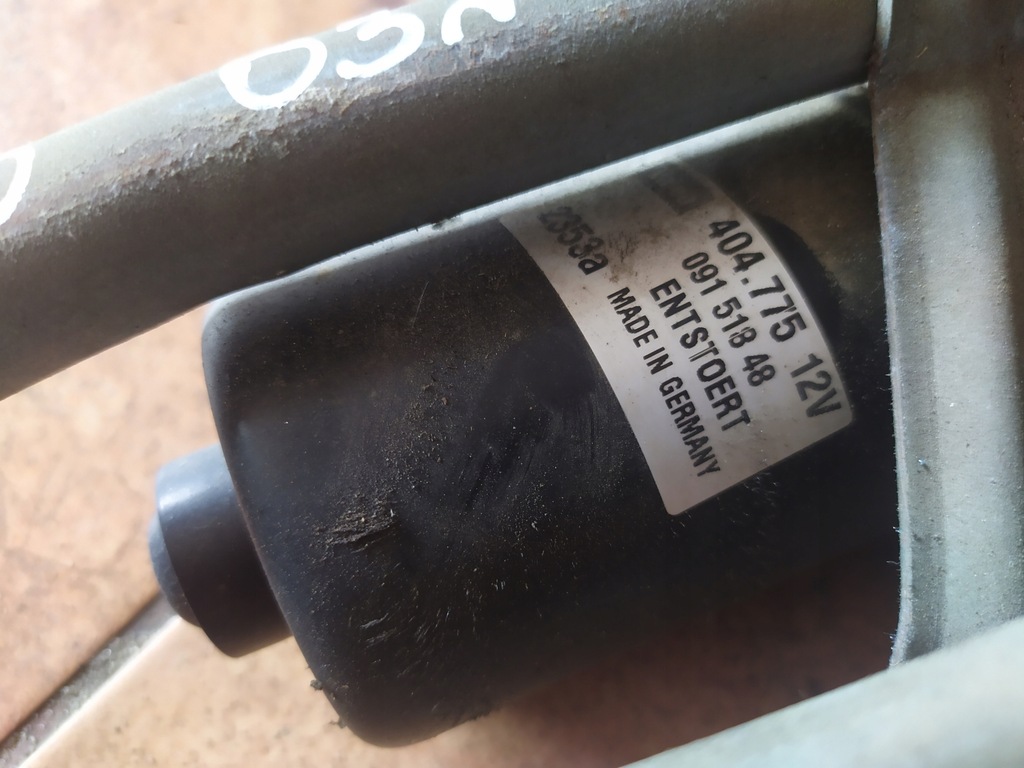 404.775 12V
091 518 48
ENTSTOERT
2353a MADE IN GERMANY